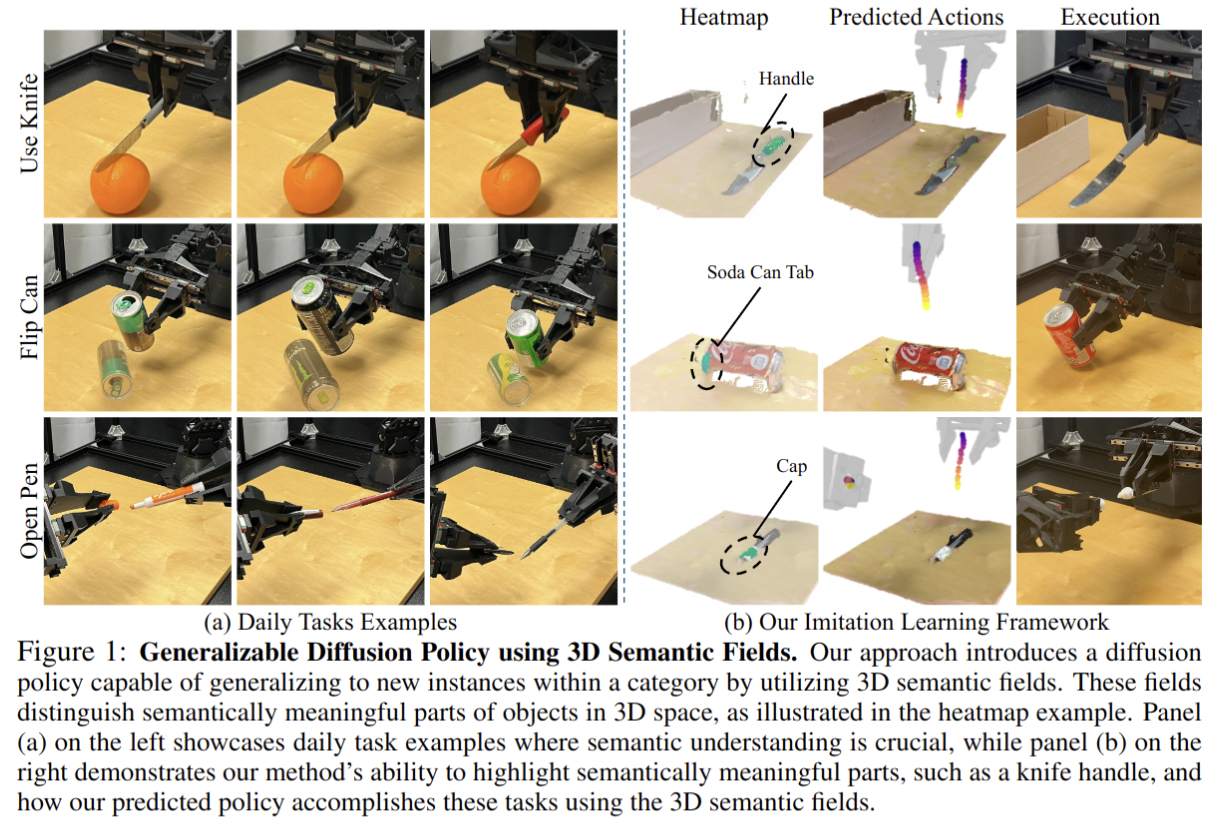 Heatmap
Predicted Actions
Execution
Use Knife
Handle
Flip Can
Soda Can Tab
Open Pen
Cap
(a) Daily Tasks Examples
(b) Our Imitation Learning Framework
Figure 1: Generalizable Diffusion Policy using 3D Semantic Fields. Our approach introduces a diffusion
policy capable of generalizing to new instances within a category by utilizing 3D semantic fields. These fields
distinguish semantically meaningful parts of objects in 3D space, as illustrated in the heatmap example. Panel
(a) on the left showcases daily task examples where semantic understanding is crucial, while panel (b) on the
right demonstrates our method's ability to highlight semantically meaningful parts, such as a knife handle, and
how our predicted policy accomplishes these tasks using the 3D semantic fields.